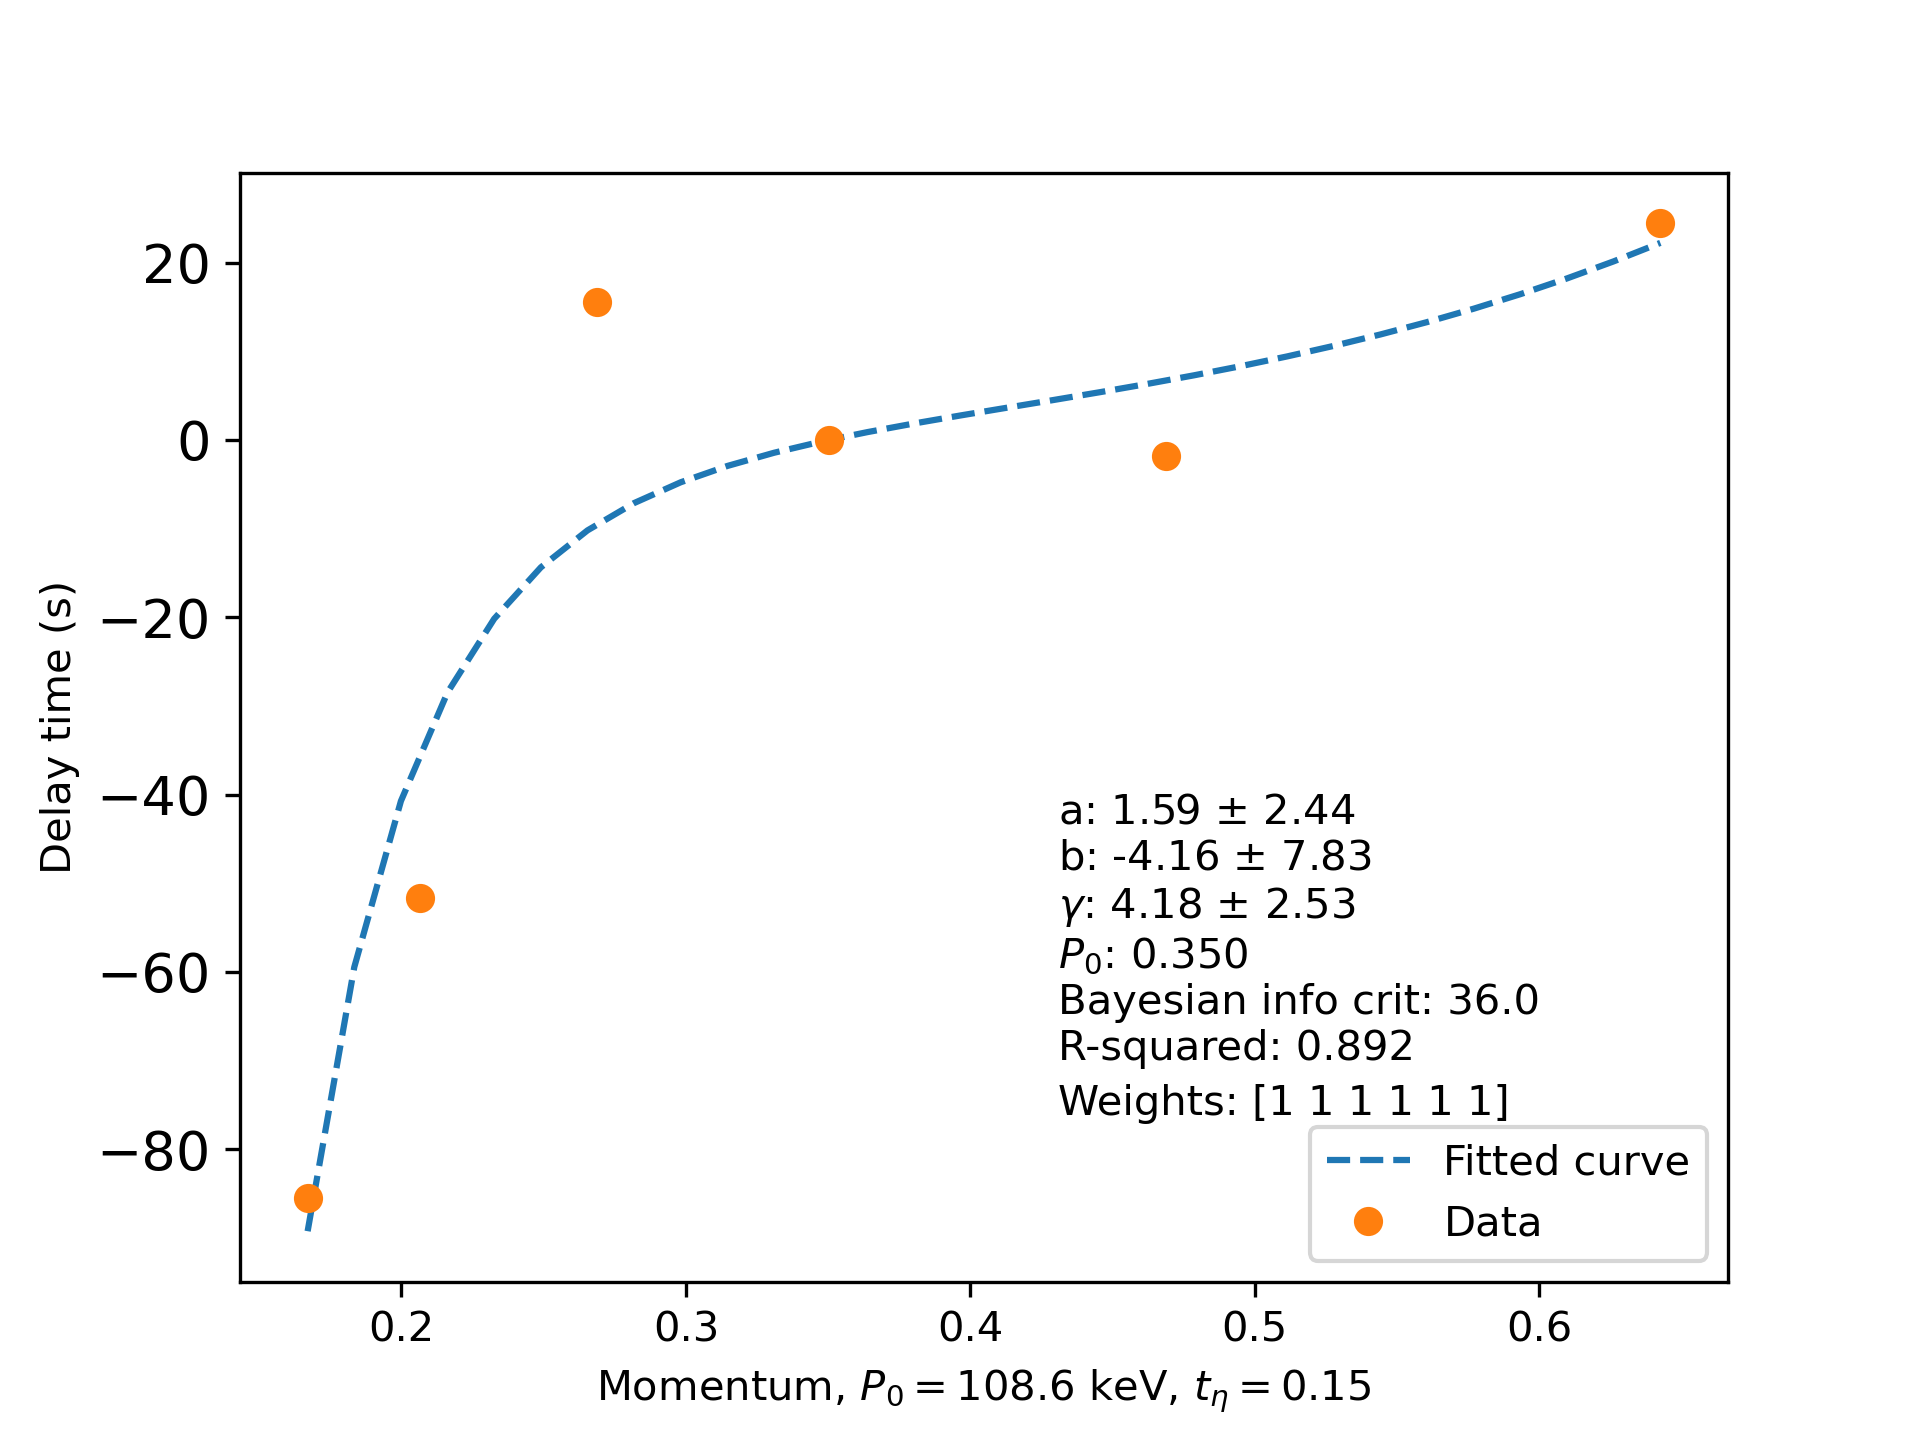 20
0
−20
−40
−60
−80
Delay time (s)
a: 1.59 ± 2.44
b: -4.16 ± 7.83
γ: 4.18 ± 2.53
P₀: 0.350
Bayesian info crit: 36.0
R-squared: 0.892
Weights: [1 1 1 1 1 1]
Fitted curve
Data
0.2 0.3 0.4 0.5 0.6
Momentum, P₀ = 108.6 keV, tη = 0.15